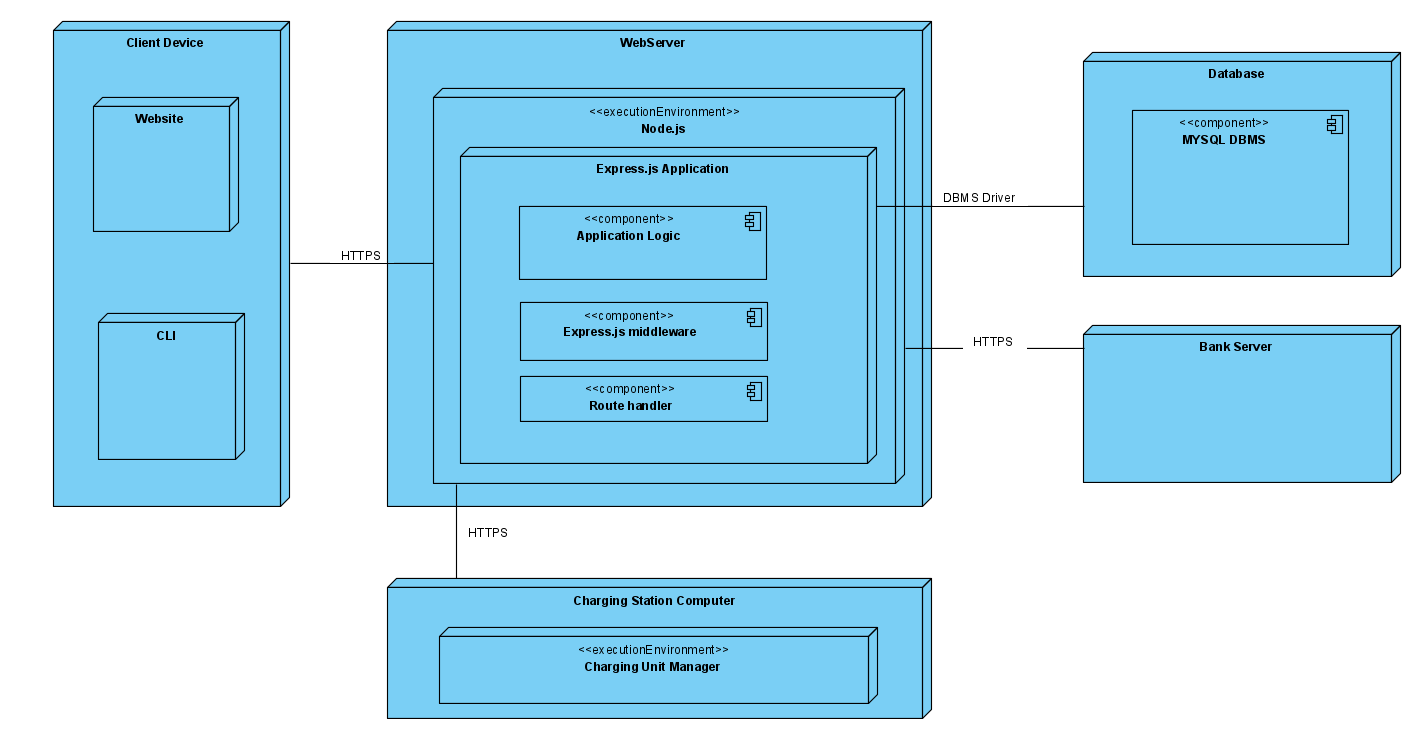 Client Device
Website
CLI
HTTPS
WebServer
<<executionEnvironment>>
Node.js
Express.js Application
<<component>>
Application Logic
<<component>>
Express.js middleware
<<component>>
Route handler
DBMS Driver
Database
<<component>>
MYSQL DBMS
HTTPS
Bank Server
HTTPS
Charging Station Computer
<<executionEnvironment>>
Charging Unit Manager